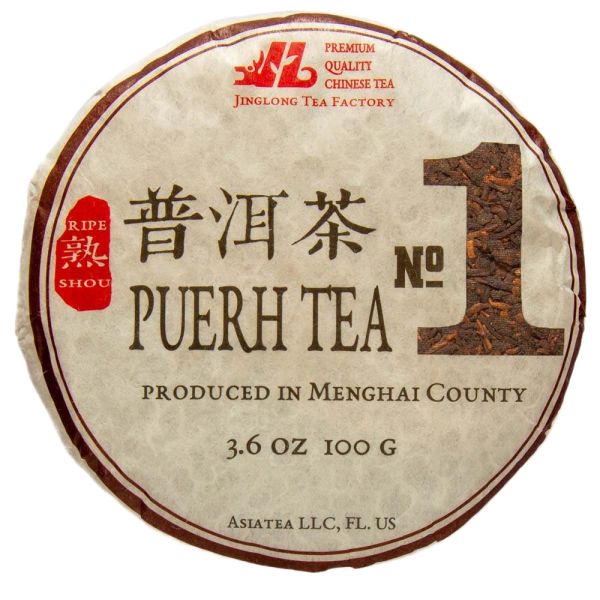 PREMIUM
QUALITY
CHINESE TEA
JINGLONG TEA FACTORY
RIPE
熟
SHOU
普洱茶
PUERH TEA
№ 1
PRODUCED IN MENGHAI COUNTY
3.6 OZ 100 G
ASIATEA LLC, FL. US